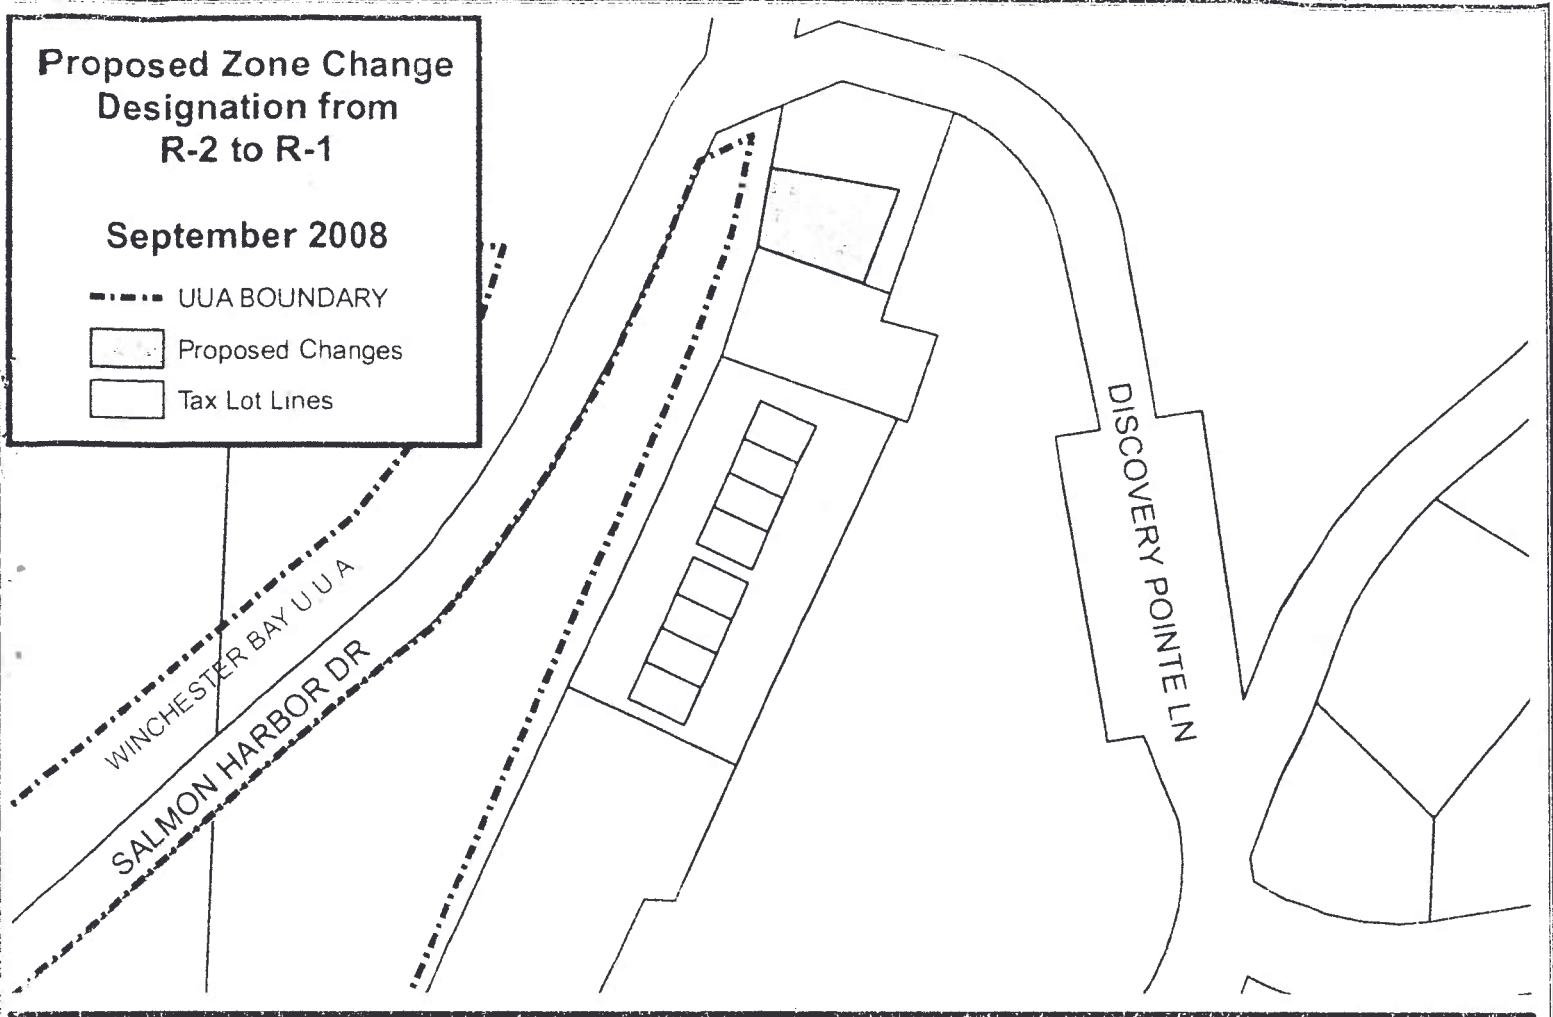 Proposed Zone Change
Designation from
R-2 to R-1
September 2008
UUA BOUNDARY
Proposed Changes
Tax Lot Lines
WINCHESTER BAY U U A
SALMON HARBOR DR
DISCOVERY POINTE LN